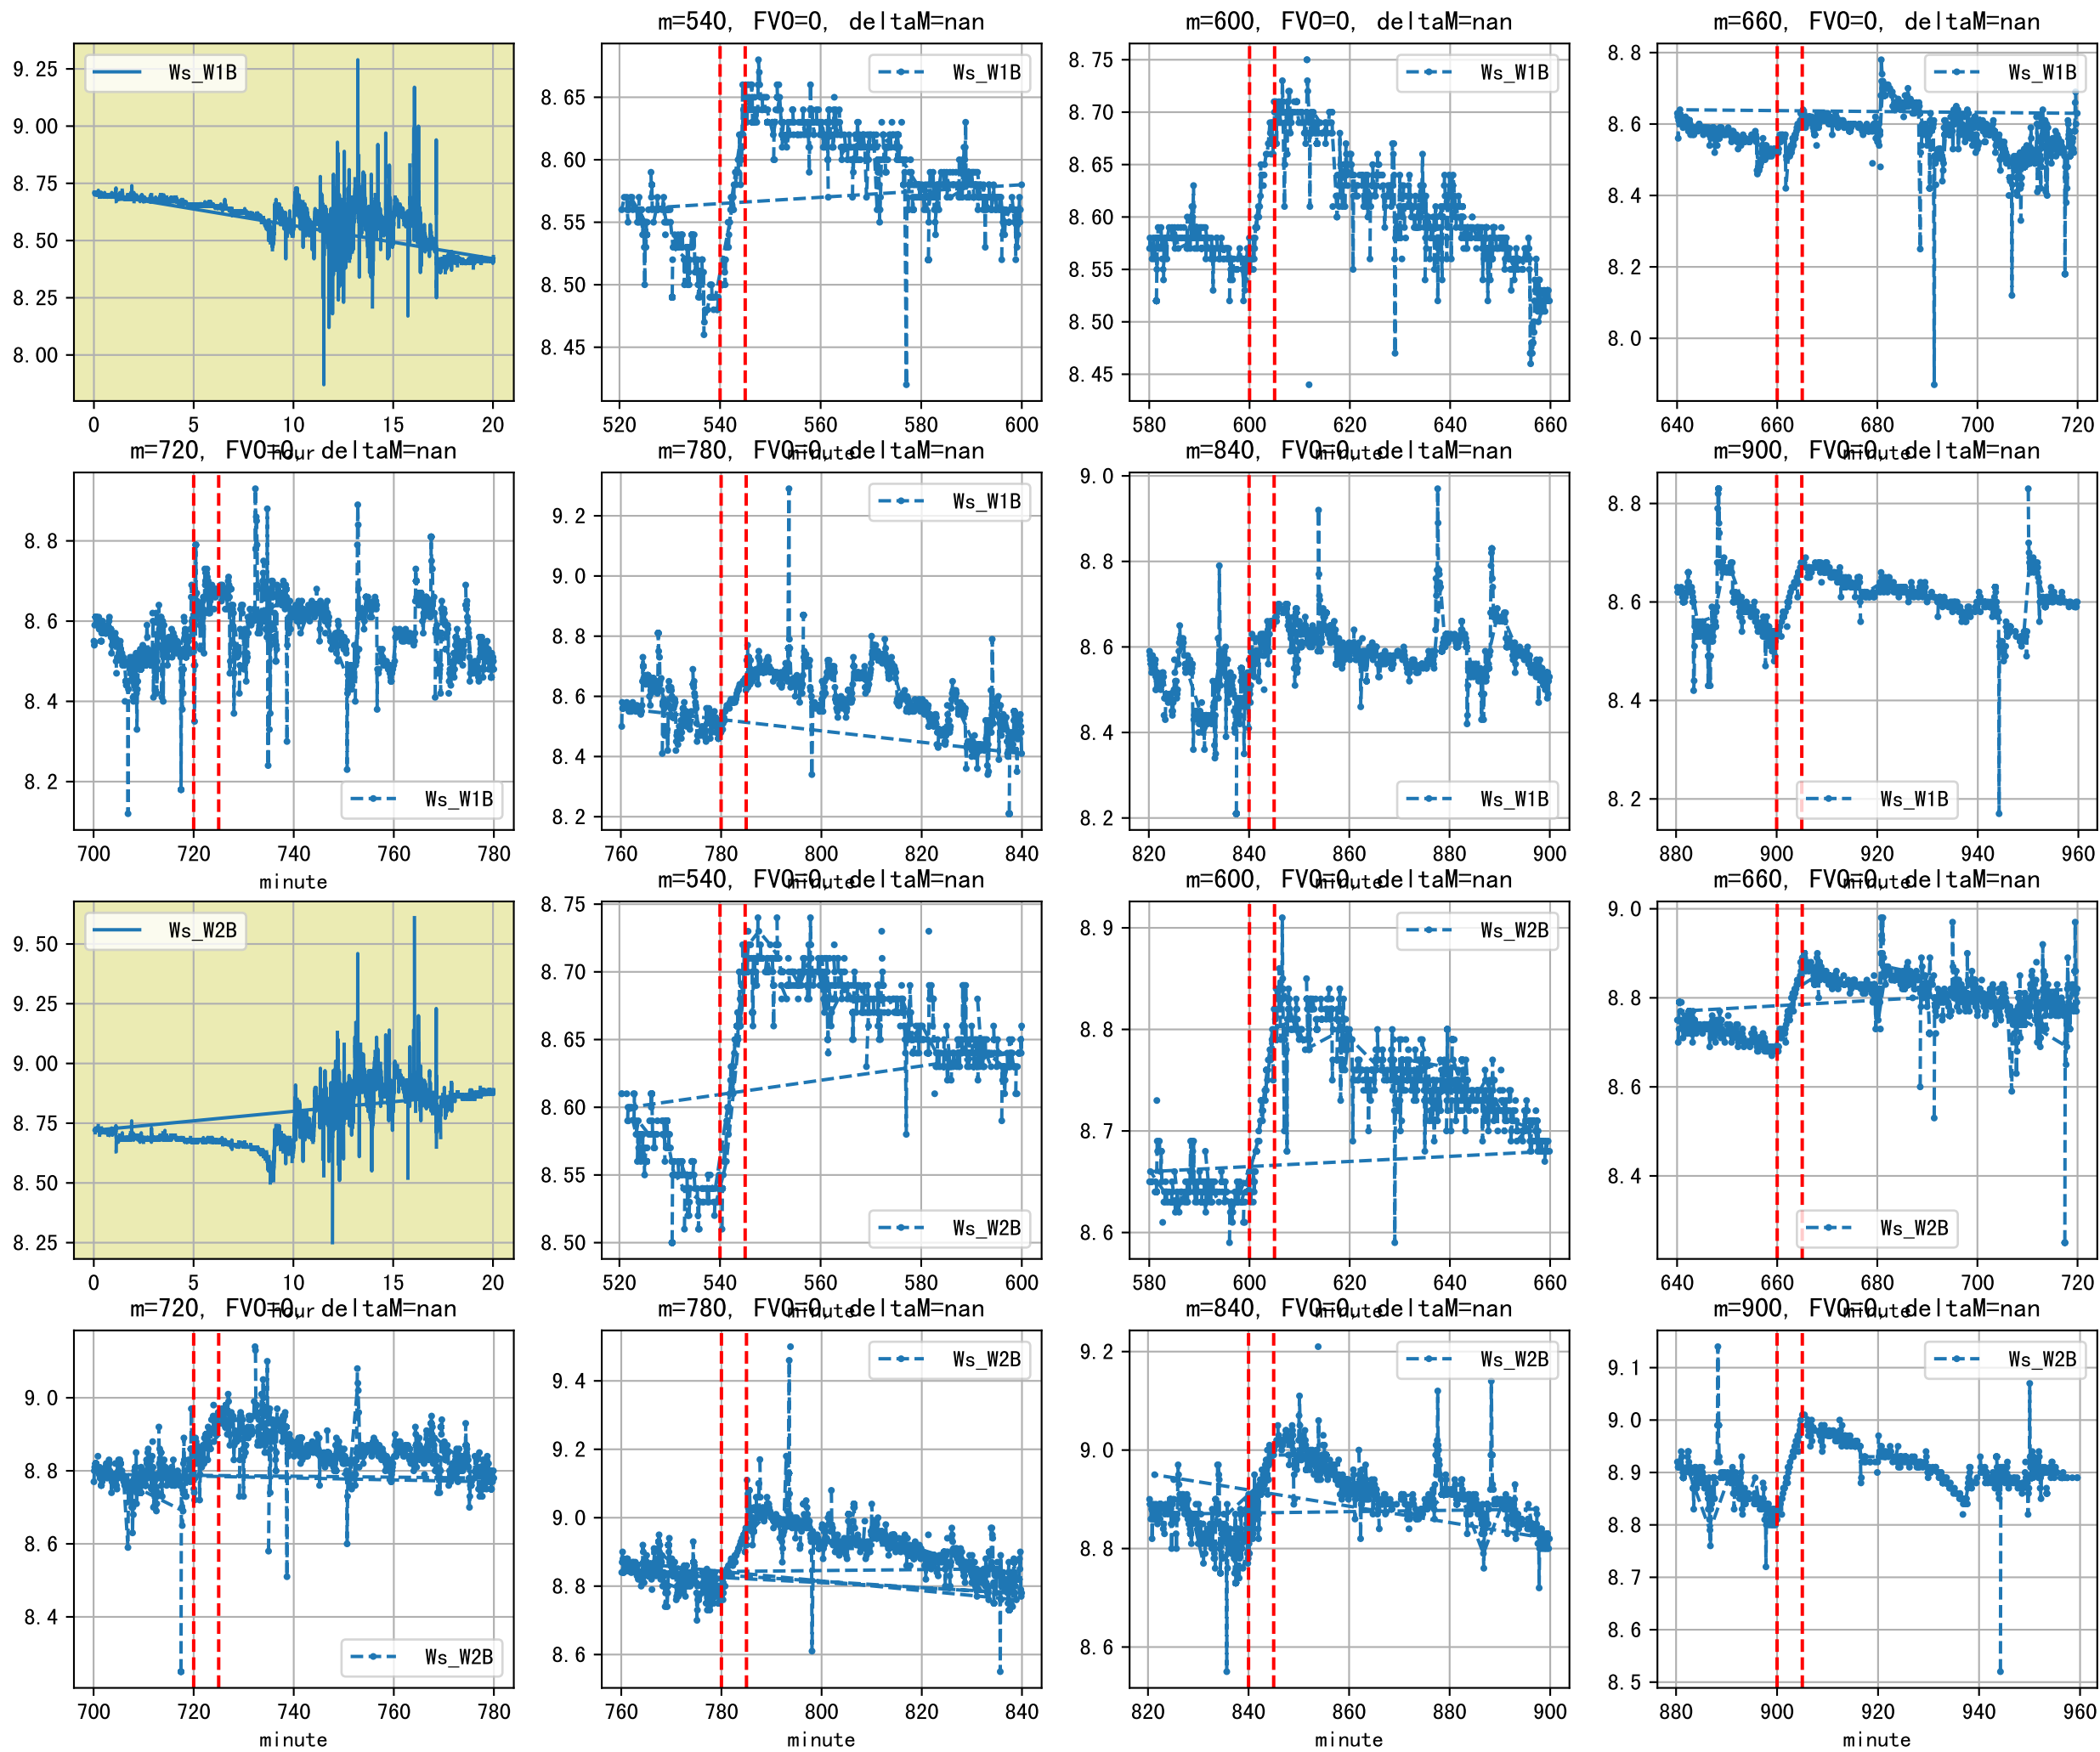 m=540, FVO=0, deltaM=nan
m=600, FVO=0, deltaM=nan
m=660, FVO=0, deltaM=nan
9.25
9.00
8.75
8.50
8.25
8.00
Ws_W1B
0 5 10 15 20
hour
8.65
8.60
8.55
8.50
8.45
Ws_W1B
520 540 560 580 600
minute
8.75
8.70
8.65
8.60
8.55
8.50
8.45
Ws_W1B
580 600 620 640 660
minute
8.8
8.6
8.4
8.2
8.0
Ws_W1B
640 660 680 700 720
minute
m=720, FVO=0, deltaM=nan
m=780, FVO=0, deltaM=nan
m=840, FVO=0, deltaM=nan
m=900, FVO=0, deltaM=nan
8.8
8.6
8.4
8.2
Ws_W1B
700 720 740 760 780
minute
9.2
9.0
8.8
8.6
8.4
8.2
Ws_W1B
760 780 800 820 840
minute
9.0
8.8
8.6
8.4
8.2
Ws_W1B
820 840 860 880 900
minute
8.8
8.6
8.4
8.2
Ws_W1B
880 900 920 940 960
minute
m=540, FVO=0, deltaM=nan
m=600, FVO=0, deltaM=nan
m=660, FVO=0, deltaM=nan
9.50
9.25
9.00
8.75
8.50
8.25
Ws_W2B
0 5 10 15 20
hour
8.75
8.70
8.65
8.60
8.55
8.50
Ws_W2B
520 540 560 580 600
minute
8.9
8.8
8.7
8.6
Ws_W2B
580 600 620 640 660
minute
9.0
8.8
8.6
8.4
Ws_W2B
640 660 680 700 720
minute
m=720, FVO=0, deltaM=nan
m=780, FVO=0, deltaM=nan
m=840, FVO=0, deltaM=nan
m=900, FVO=0, deltaM=nan
9.0
8.8
8.6
8.4
Ws_W2B
700 720 740 760 780
minute
9.4
9.2
9.0
8.8
8.6
Ws_W2B
760 780 800 820 840
minute
9.2
9.0
8.8
8.6
Ws_W2B
820 840 860 880 900
minute
9.1
9.0
8.9
8.8
8.7
8.6
8.5
Ws_W2B
880 900 920 940 960
minute